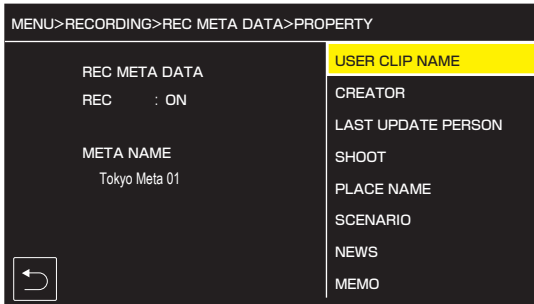 MENU>RECORDING>REC META DATA>PROPERTY
REC META DATA
REC : ON
META NAME
Tokyo Meta 01
USER CLIP NAME
CREATOR
LAST UPDATE PERSON
SHOOT
PLACE NAME
SCENARIO
NEWS
MEMO